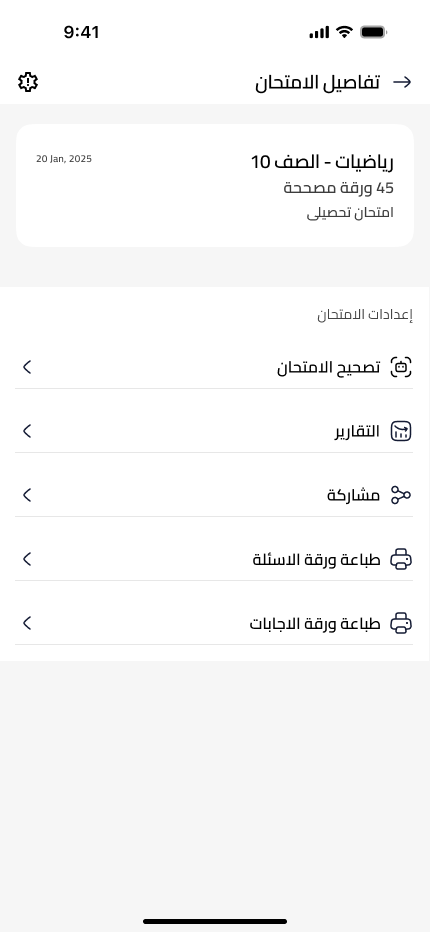 9:41
تفاصيل الامتحان
رياضيات - الصف 10
20 Jan, 2025
45 ورقة مصححة
امتحان تحصيلي
إعدادات الامتحان
تصحيح الامتحان
التقارير
مشاركة
طباعة ورقة الاسئلة
طباعة ورقة الاجابات